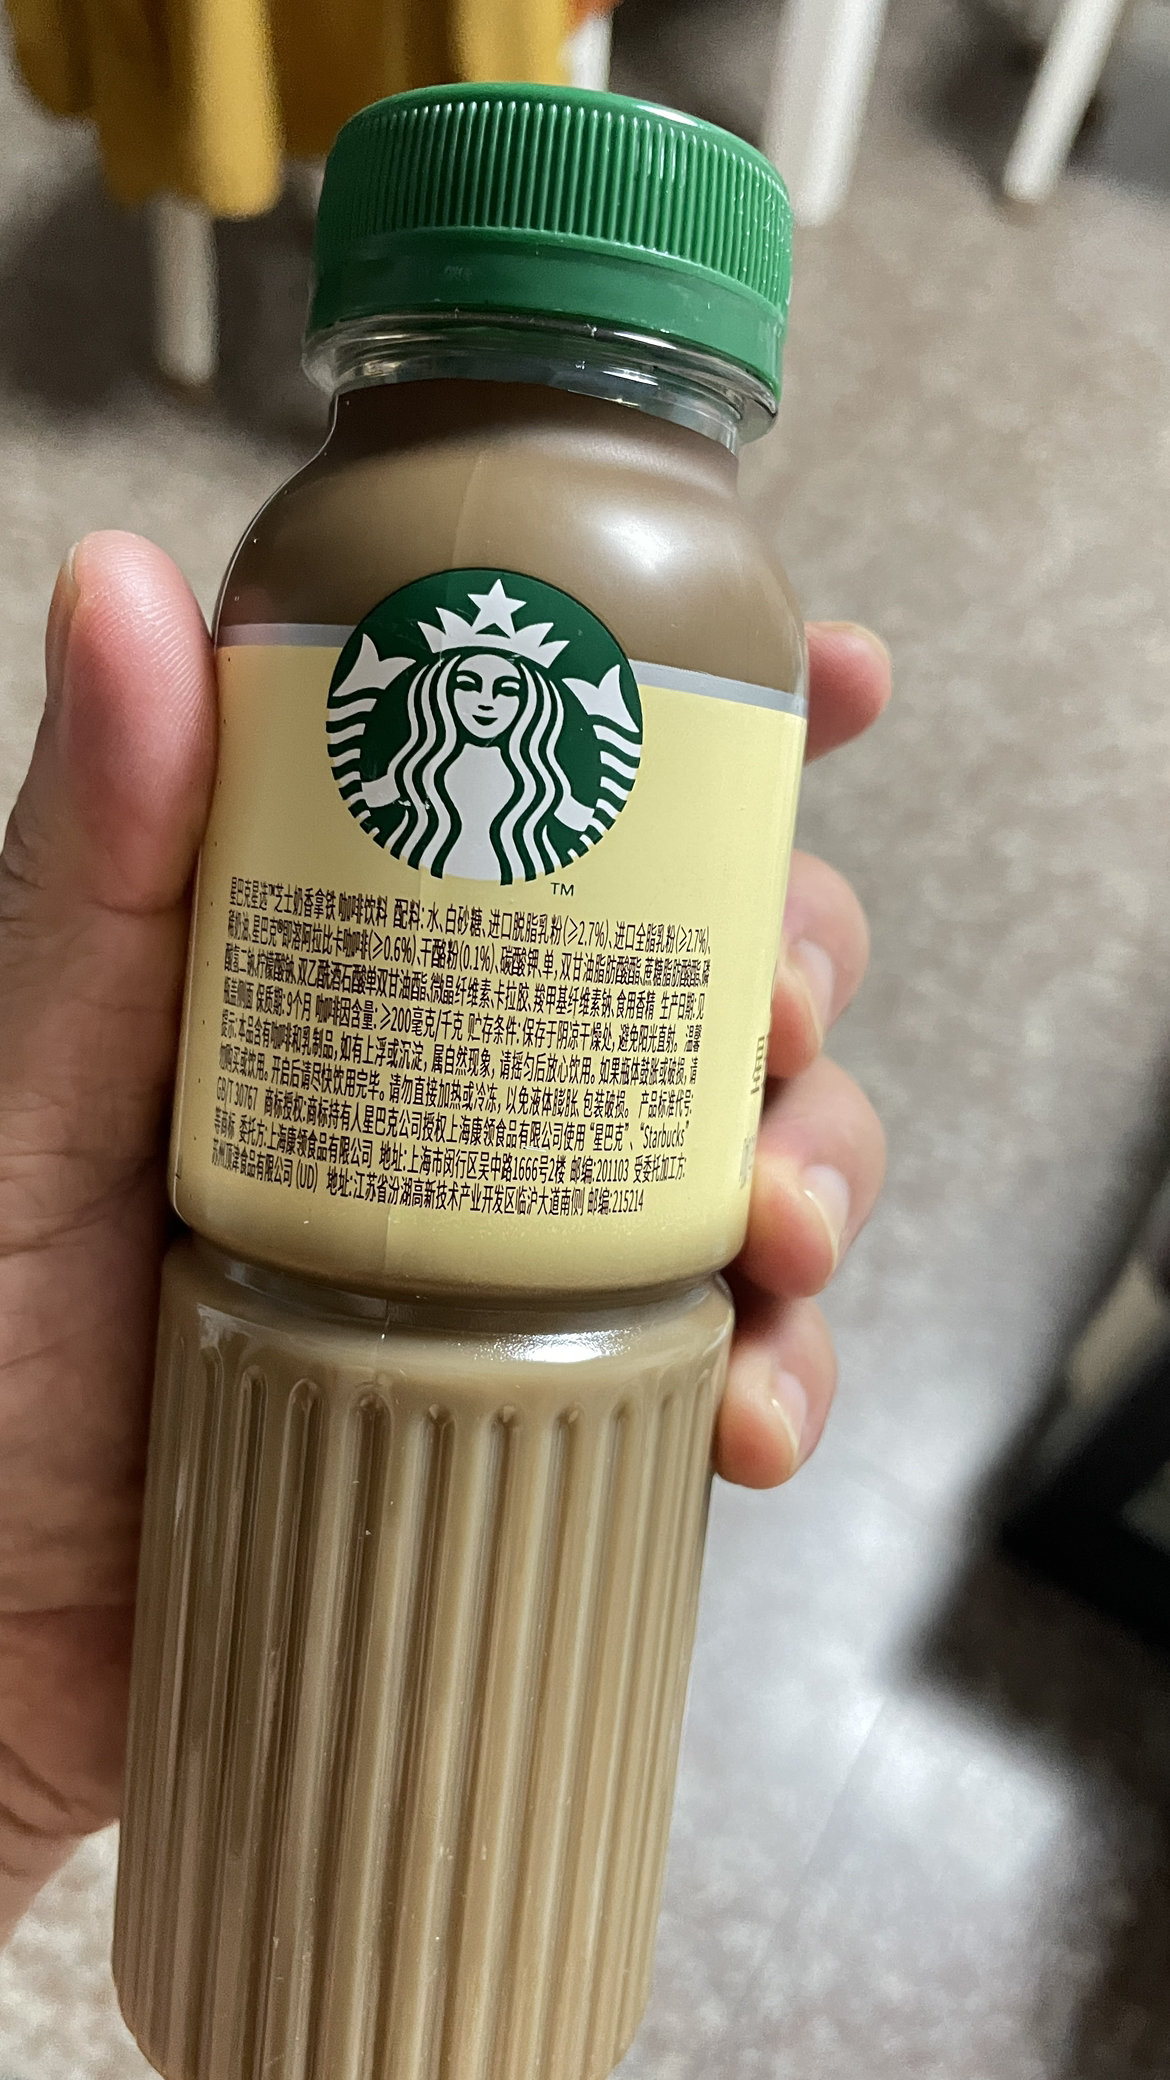 TM
星巴克星选™芝士奶香拿铁 咖啡饮料 配料: 水、白砂糖、进口脱脂乳粉(≥2.7%)、进口全脂乳粉(≥2.7%)、
稀奶油、星巴克®即溶阿拉比卡咖啡(≥0.6%)、干酪粉(0.1%)、碳酸钾、单,双甘油脂肪酸酯、蔗糖脂肪酸酯、磷
酸氢二钠、柠檬酸钠、双乙酰酒石酸单双甘油酯、微晶纤维素、卡拉胶、羧甲基纤维素钠、食用香精 生产日期:见
瓶盖侧面 保质期:9个月 咖啡因含量:≥200毫克/千克 贮存条件:保存于阴凉干燥处, 避免阳光直射。 温馨
提示:本品含有咖啡和乳制品, 如有上浮或沉淀, 属自然现象, 请摇匀后放心饮用。如果瓶体鼓胀或破损, 请
勿购买或饮用。开启后请尽快饮用完毕。请勿直接加热或冷冻, 以免液体膨胀 包装破损。 产品标准代号:
GB/T 30767 商标授权:商标持有人星巴克公司授权上海康领食品有限公司使用“星巴克”、“Starbucks”
等商标 委托方:上海康领食品有限公司 地址:上海市闵行区吴中路1666号2楼 邮编:201103 受委托加工方:
苏州顶津食品有限公司 (UD) 地址:江苏省汾湖高新技术产业开发区临沪大道南侧 邮编:215214